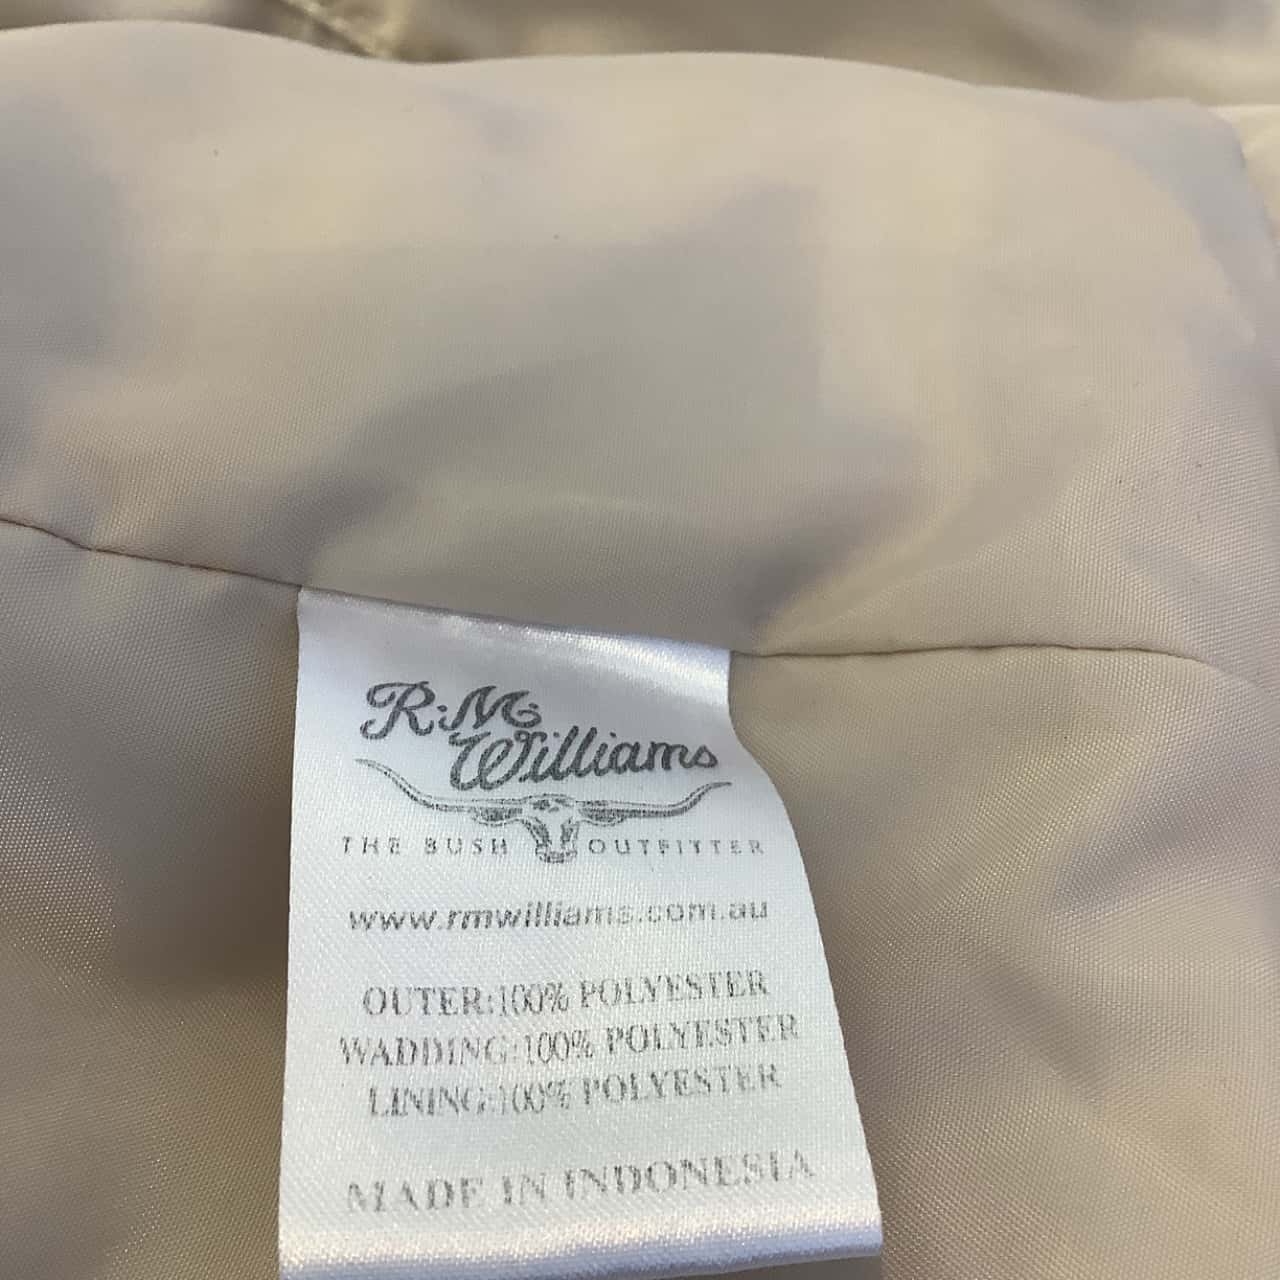 R.M.
Williams
THE BUSH OUTFITTER
www.rmwilliams.com.au
OUTER:100% POLYESTER
WADDING:100% POLYESTER
LINING:100% POLYESTER
MADE IN INDONESIA